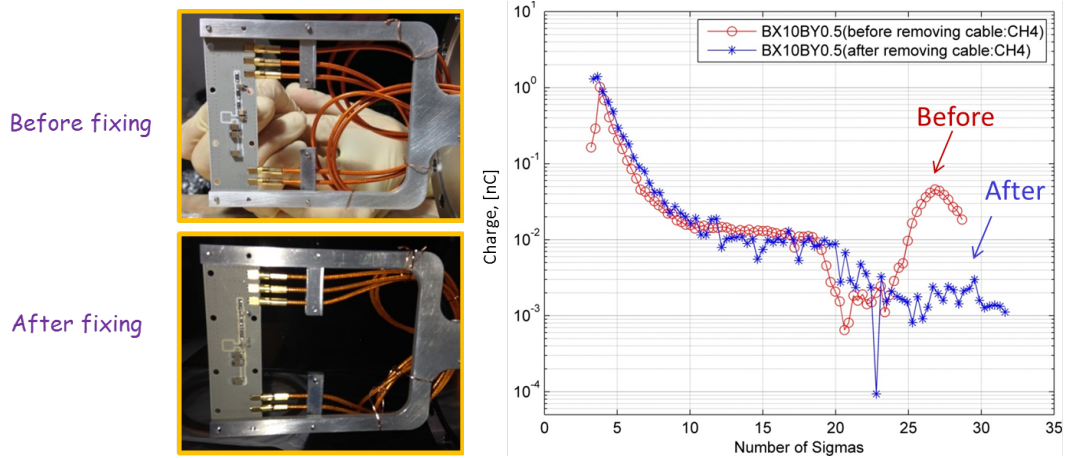 Before fixing
After fixing
BX10BY0.5(before removing cable:CH4)
BX10BY0.5(after removing cable:CH4)
Before
After
Charge, [nC]
10^1
10^0
10^-1
10^-2
10^-3
10^-4
0 5 10 15 20 25 30 35
Number of Sigmas